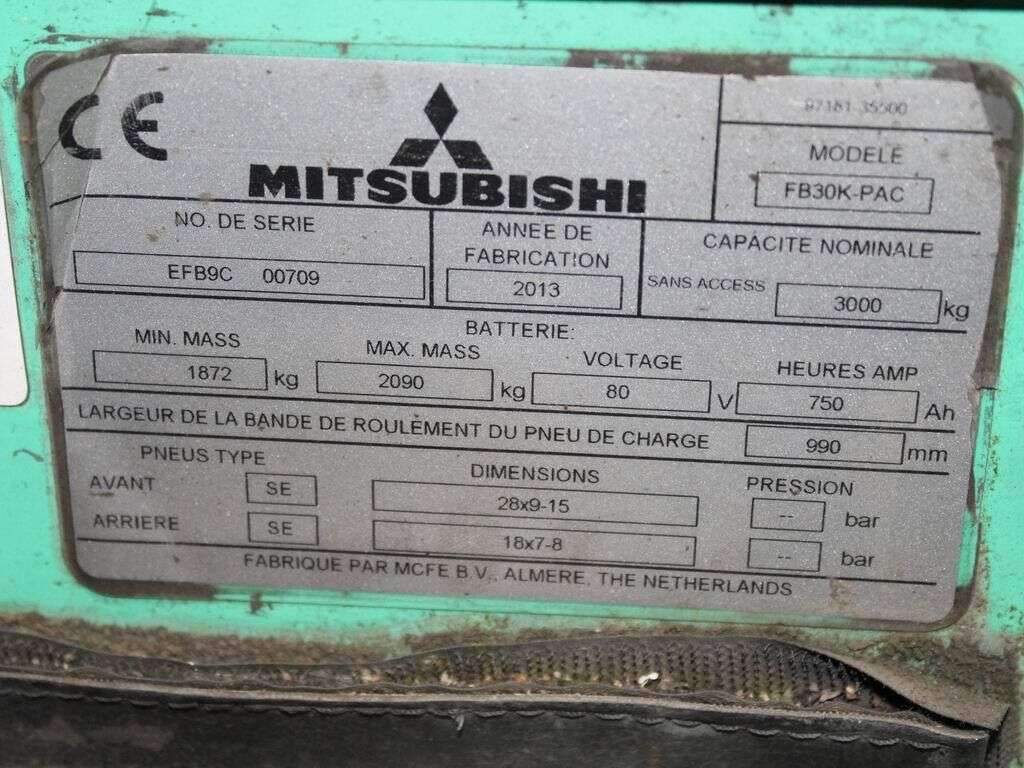 CE
MITSUBISHI
97181-35500
MODELE
FB30K-PAC
NO. DE SERIE
EFB9C 00709
ANNEE DE
FABRICATION
2013
CAPACITE NOMINALE
SANS ACCESS 3000 kg
BATTERIE:
MIN. MASS MAX. MASS VOLTAGE HEURES AMP
1872 kg 2090 kg 80 V 750 Ah
LARGEUR DE LA BANDE DE ROULEMENT DU PNEU DE CHARGE 990 mm
PNEUS TYPE DIMENSIONS PRESSION
AVANT SE 28x9-15 -- bar
ARRIERE SE 18x7-8 -- bar
FABRIQUE PAR MCFE B.V., ALMERE, THE NETHERLANDS